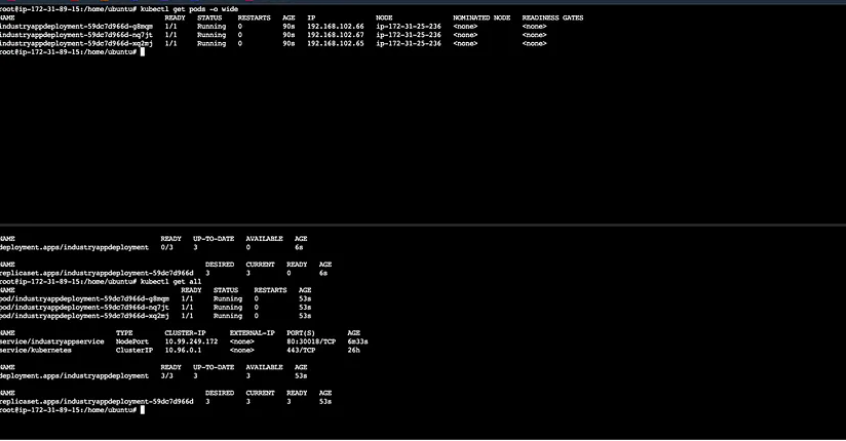 root@ip-172-31-89-15:/home/ubuntu# kubectl get pods -o wide
NAME READY STATUS RESTARTS AGE IP NODE NOMINATED NODE READINESS GATES
industryappdeployment-59dc7d966d-g8mqm 1/1 Running 0 90s 192.168.102.66 ip-172-31-25-236 <none> <none>
industryappdeployment-59dc7d966d-nq7jt 1/1 Running 0 90s 192.168.102.67 ip-172-31-25-236 <none> <none>
industryappdeployment-59dc7d966d-xq2mj 1/1 Running 0 90s 192.168.102.65 ip-172-31-25-236 <none> <none>
root@ip-172-31-89-15:/home/ubuntu#
NAME READY UP-TO-DATE AVAILABLE AGE
deployment.apps/industryappdeployment 0/3 3 0 6s
NAME DESIRED CURRENT READY AGE
replicaset.apps/industryappdeployment-59dc7d966d 3 3 0 6s
root@ip-172-31-89-15:/home/ubuntu# kubectl get all
NAME READY STATUS RESTARTS AGE
pod/industryappdeployment-59dc7d966d-g8mqm 1/1 Running 0 53s
pod/industryappdeployment-59dc7d966d-nq7jt 1/1 Running 0 53s
pod/industryappdeployment-59dc7d966d-xq2mj 1/1 Running 0 53s
NAME TYPE CLUSTER-IP EXTERNAL-IP PORT(S) AGE
service/industryappservice NodePort 10.99.249.172 <none> 80:30018/TCP 6m33s
service/kubernetes ClusterIP 10.96.0.1 <none> 443/TCP 26h
NAME READY UP-TO-DATE AVAILABLE AGE
deployment.apps/industryappdeployment 3/3 3 3 53s
NAME DESIRED CURRENT READY AGE
replicaset.apps/industryappdeployment-59dc7d966d 3 3 3 53s
root@ip-172-31-89-15:/home/ubuntu#